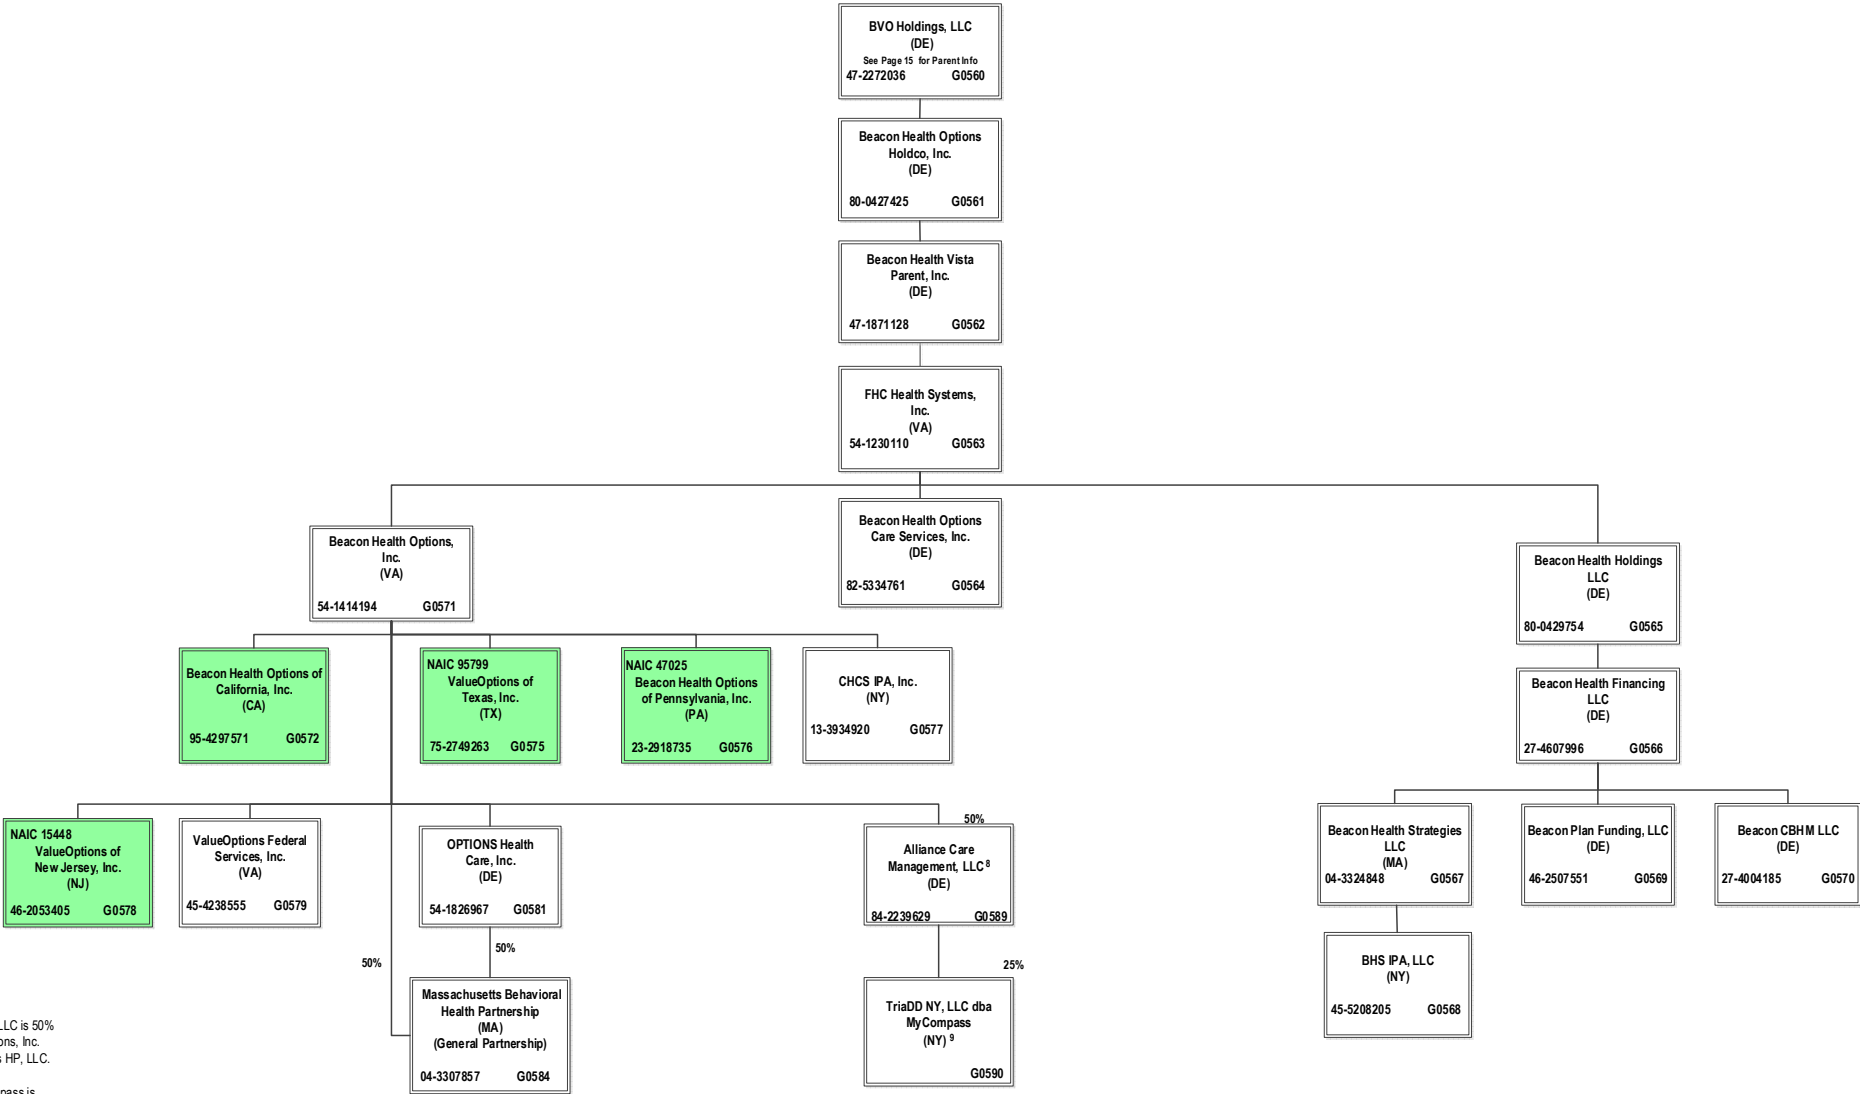 BVO Holdings, LLC
(DE)
See Page 15 for Parent Info
47-2272036 G0560
Beacon Health Options
Holdco, Inc.
(DE)
80-0427425 G0561
Beacon Health Vista
Parent, Inc.
(DE)
47-1871128 G0562
FHC Health Systems,
Inc.
(VA)
54-1230110 G0563
Beacon Health Options,
Inc.
(VA)
54-1414194 G0571
Beacon Health Options
Care Services, Inc.
(DE)
82-5334761 G0564
Beacon Health Holdings
LLC
(DE)
80-0429754 G0565
Beacon Health Options of
California, Inc.
(CA)
95-4297571 G0572
NAIC 95799
ValueOptions of
Texas, Inc.
(TX)
75-2749263 G0575
NAIC 47025
Beacon Health Options
of Pennsylvania, Inc.
(PA)
23-2918735 G0576
CHCS IPA, Inc.
(NY)
13-3934920 G0577
Beacon Health Financing
LLC
(DE)
27-4607996 G0566
NAIC 15448
ValueOptions of
New Jersey, Inc.
(NJ)
46-2053405 G0578
ValueOptions Federal
Services, Inc.
(VA)
45-4238555 G0579
OPTIONS Health
Care, Inc.
(DE)
54-1826967 G0581
50%
Alliance Care
Management, LLC 8
(DE)
84-2239629 G0589
Beacon Health Strategies
LLC
(MA)
04-3324848 G0567
Beacon Plan Funding, LLC
(DE)
46-2507551 G0569
Beacon CBHM LLC
(DE)
27-4004185 G0570
50%
50%
25%
Massachusetts Behavioral
Health Partnership
(MA)
(General Partnership)
04-3307857 G0584
TriaDD NY, LLC dba
MyCompass
(NY) 9
G0590
BHS IPA, LLC
(NY)
45-5208205 G0568
LLC is 50%
ons, Inc.
s HP, LLC.
pass is